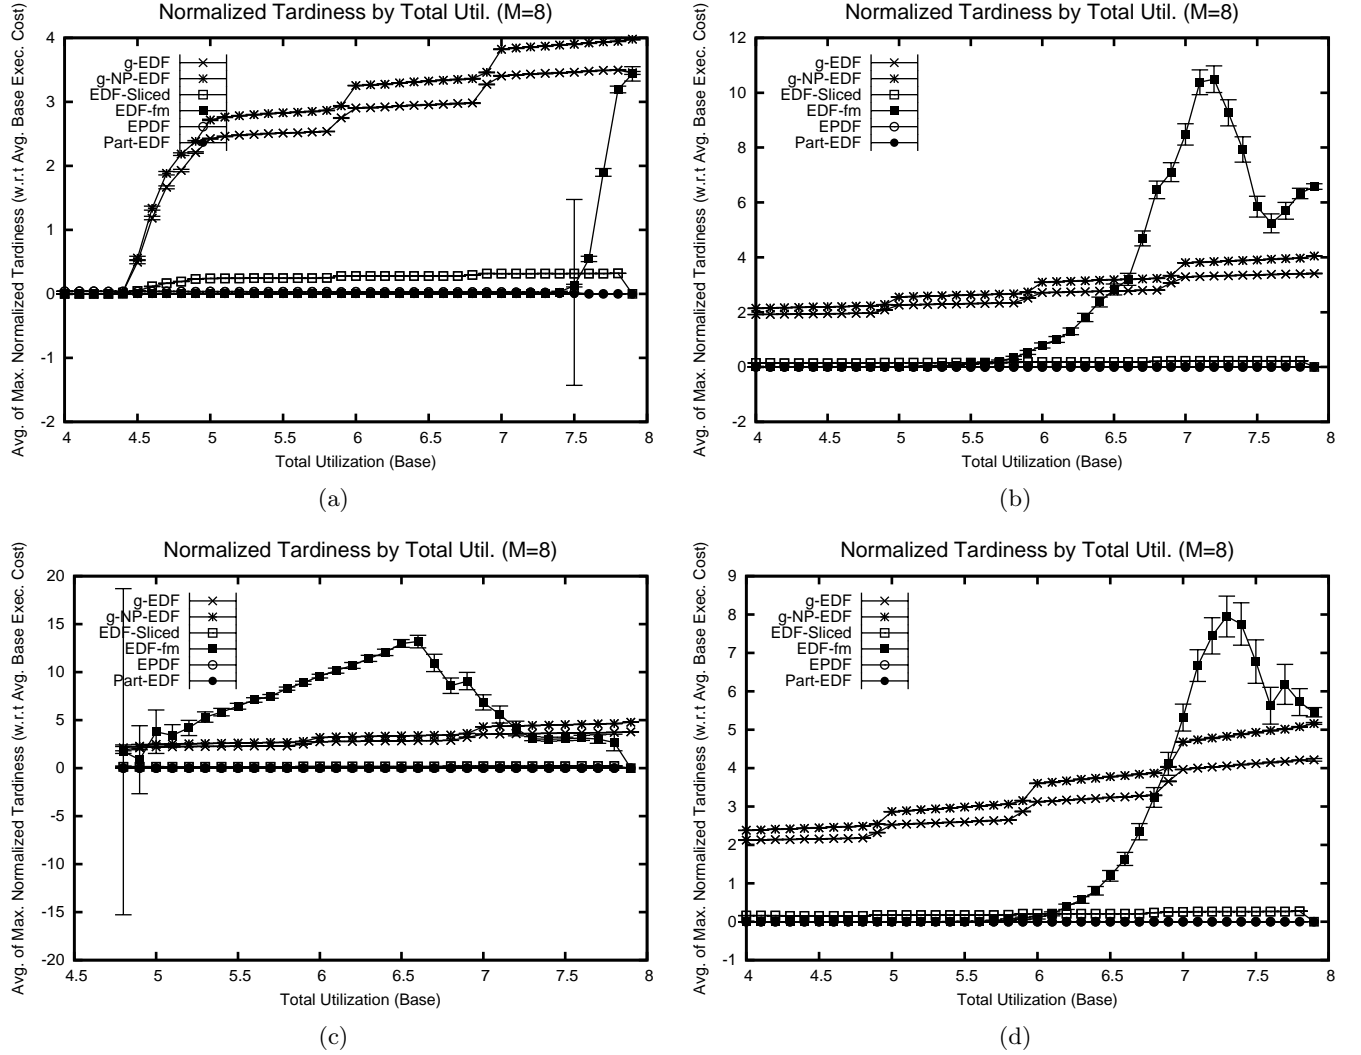 Normalized Tardiness by Total Util. (M=8)
Avg. of Max. Normalized Tardiness (w.r.t Avg. Base Exec. Cost)
4
3
2
1
0
-1
-2
g-EDF
g-NP-EDF
EDF-Sliced
EDF-fm
EPDF
Part-EDF
4 4.5 5 5.5 6 6.5 7 7.5 8
Total Utilization (Base)
(a)
Normalized Tardiness by Total Util. (M=8)
Avg. of Max. Normalized Tardiness (w.r.t Avg. Base Exec. Cost)
12
10
8
6
4
2
0
-2
g-EDF
g-NP-EDF
EDF-Sliced
EDF-fm
EPDF
Part-EDF
4 4.5 5 5.5 6 6.5 7 7.5 8
Total Utilization (Base)
(b)
Normalized Tardiness by Total Util. (M=8)
Avg. of Max. Normalized Tardiness (w.r.t Avg. Base Exec. Cost)
20
15
10
5
0
-5
-10
-15
-20
g-EDF
g-NP-EDF
EDF-Sliced
EDF-fm
EPDF
Part-EDF
4.5 5 5.5 6 6.5 7 7.5 8
Total Utilization (Base)
(c)
Normalized Tardiness by Total Util. (M=8)
Avg. of Max. Normalized Tardiness (w.r.t Avg. Base Exec. Cost)
9
8
7
6
5
4
3
2
1
0
-1
g-EDF
g-NP-EDF
EDF-Sliced
EDF-fm
EPDF
Part-EDF
4 4.5 5 5.5 6 6.5 7 7.5 8
Total Utilization (Base)
(d)